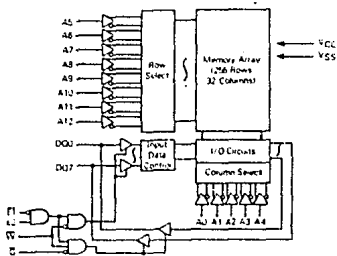 A5
A6
A7
A8
A9
A10
A11
A12
Row
Select
Memory Array
(256 Rows
32 Columns)
VCC
VSS
DQ0
DQ7
Input
Data
Control
I/O Circuits
Column Select
A0 A1 A2 A3 A4